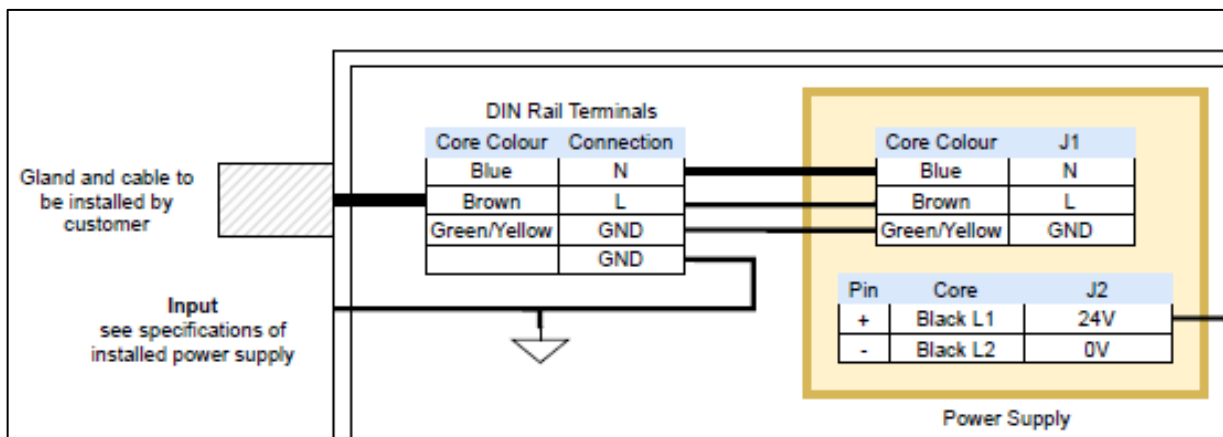 DIN Rail Terminals
Core Colour Connection
Blue N
Brown L
Green/Yellow GND
GND
Gland and cable to
be installed by
customer
Input
see specifications of
installed power supply
Core Colour J1
Blue N
Brown L
Green/Yellow GND
Pin Core J2
+ Black L1 24V
- Black L2 0V
Power Supply